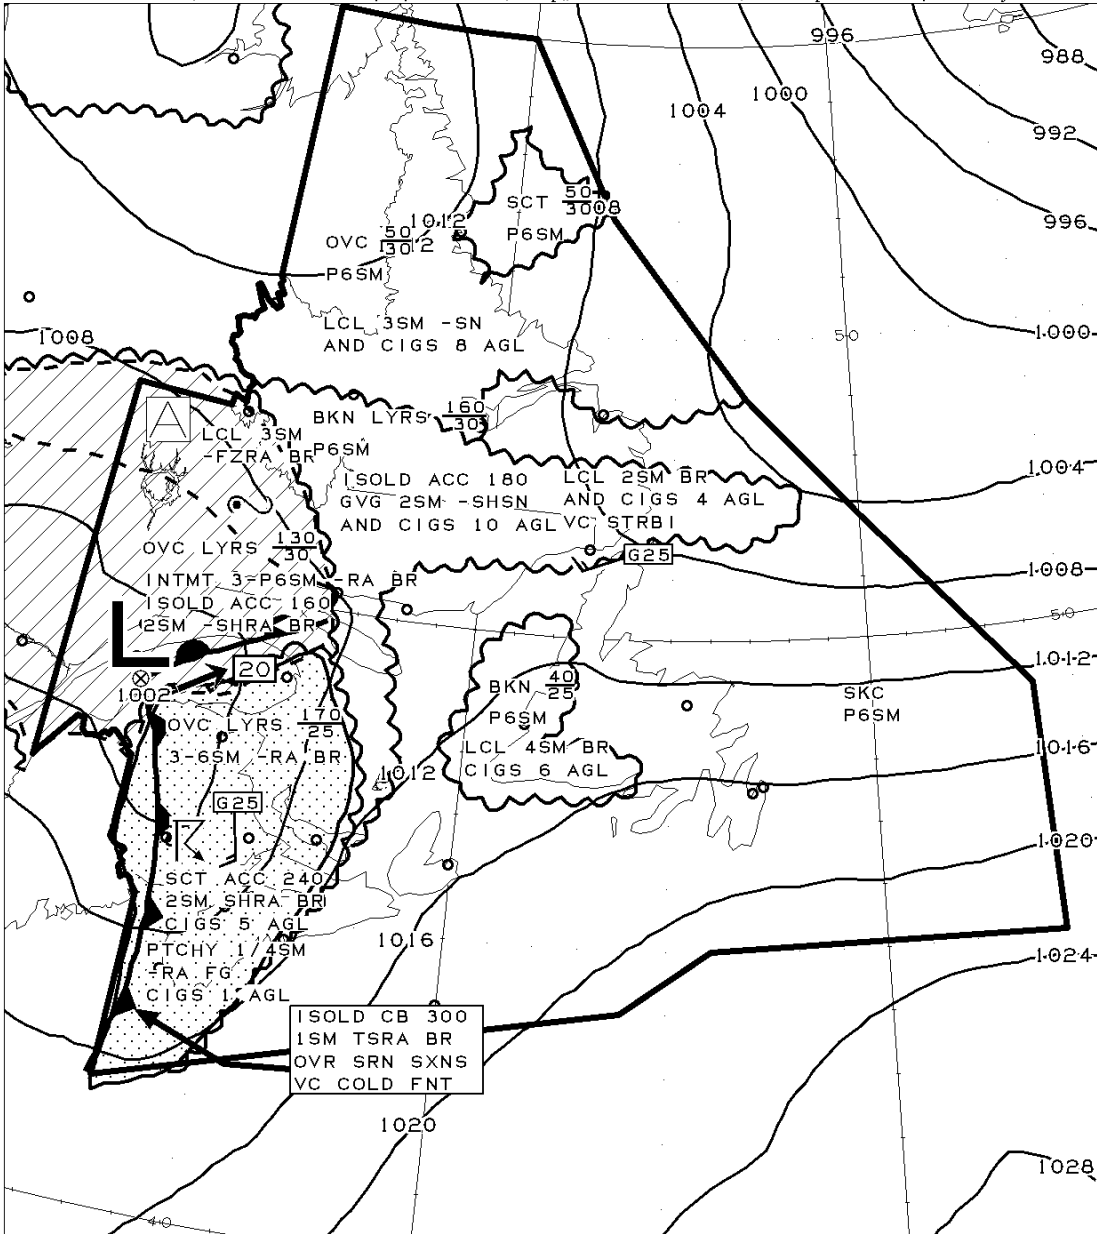 996
988
1000
1004
992
SCT 50
30
1008
P6SM
996
1012
OVC 50
30
1012
P6SM
LCL 3SM -SN
AND CIGS 8 AGL
1008
50
1000
A
LCL 3SM
-FZRA BR
BKN LYRS 160
30
P6SM
ISOLD ACC 180
GVG 2SM -SHSN
AND CIGS 10 AGL
LCL 2SM BR
AND CIGS 4 AGL
VC STRBI
1004
G25
OVC LYRS 130
30
INTMT 3-P6SM -RA BR
ISOLD ACC 160
2SM -SHRA BR
1008
50
L
1002
20
1012
BKN 40
25
P6SM
LCL 4SM BR
CIGS 6 AGL
SKC
P6SM
OVC LYRS 170
25
3-6SM -RA BR
1012
1016
G25
R
SCT ACC 240
2SM SHRA BR
CIGS 5 AGL
PTCHY 1/4SM
-RA FG
CIGS 1 AGL
1020
1016
1024
ISOLD CB 300
1SM TSRA BR
OVR SRN SXNS
VC COLD FNT
1020
1028
40